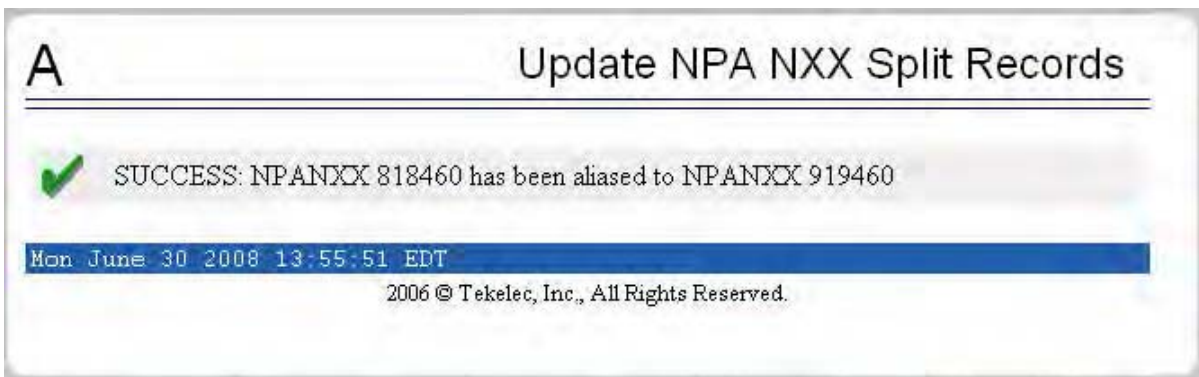 A
Update NPA NXX Split Records
SUCCESS: NPANXX 818460 has been aliased to NPANXX 919460
Mon June 30 2008 13:55:51 EDT
2006 © Tekelec, Inc., All Rights Reserved.